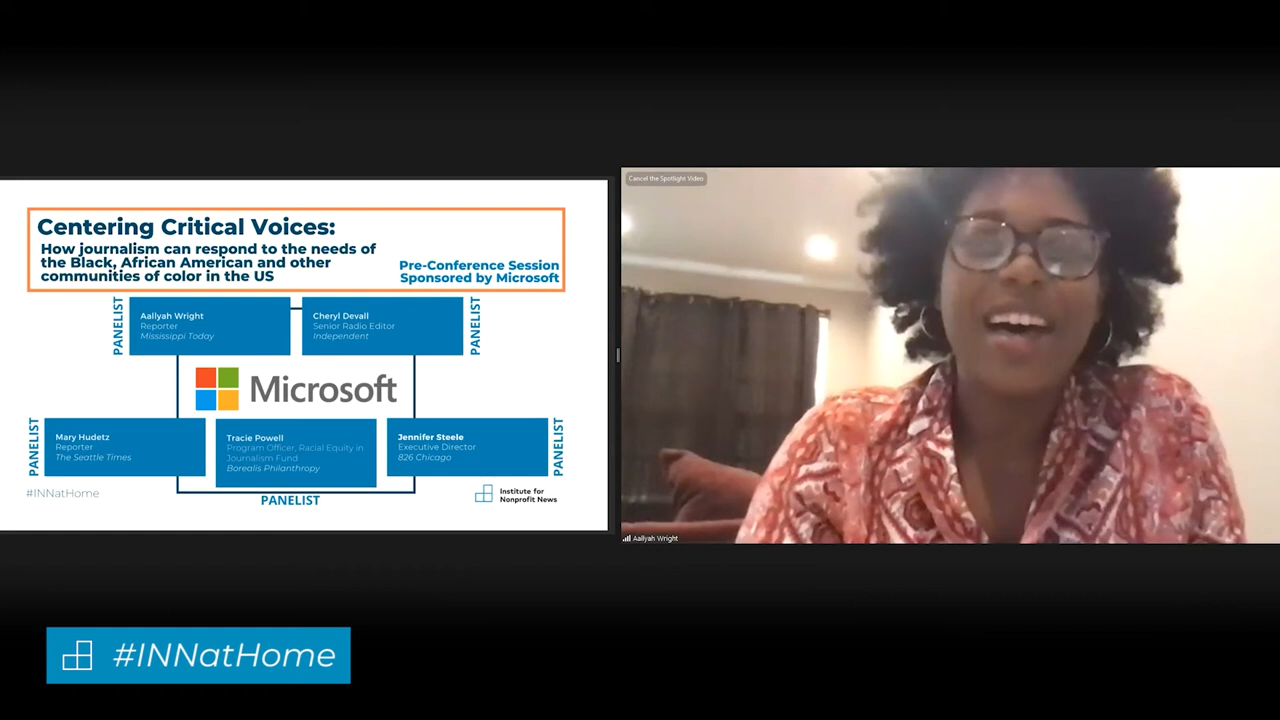 Cancel the Spotlight Video
Centering Critical Voices:
How journalism can respond to the needs of
the Black, African American and other
communities of color in the US
Pre-Conference Session
Sponsored by Microsoft
PANELIST
Aallyah Wright
Reporter
Mississippi Today
Cheryl Devall
Senior Radio Editor
Independent
PANELIST
Microsoft
PANELIST
Mary Hudetz
Reporter
The Seattle Times
Tracie Powell
Program Officer, Racial Equity in
Journalism Fund
Borealis Philanthropy
Jennifer Steele
Executive Director
826 Chicago
PANELIST
#INNatHome
PANELIST
Institute for
Nonprofit News
Aallyah Wright
#INNatHome